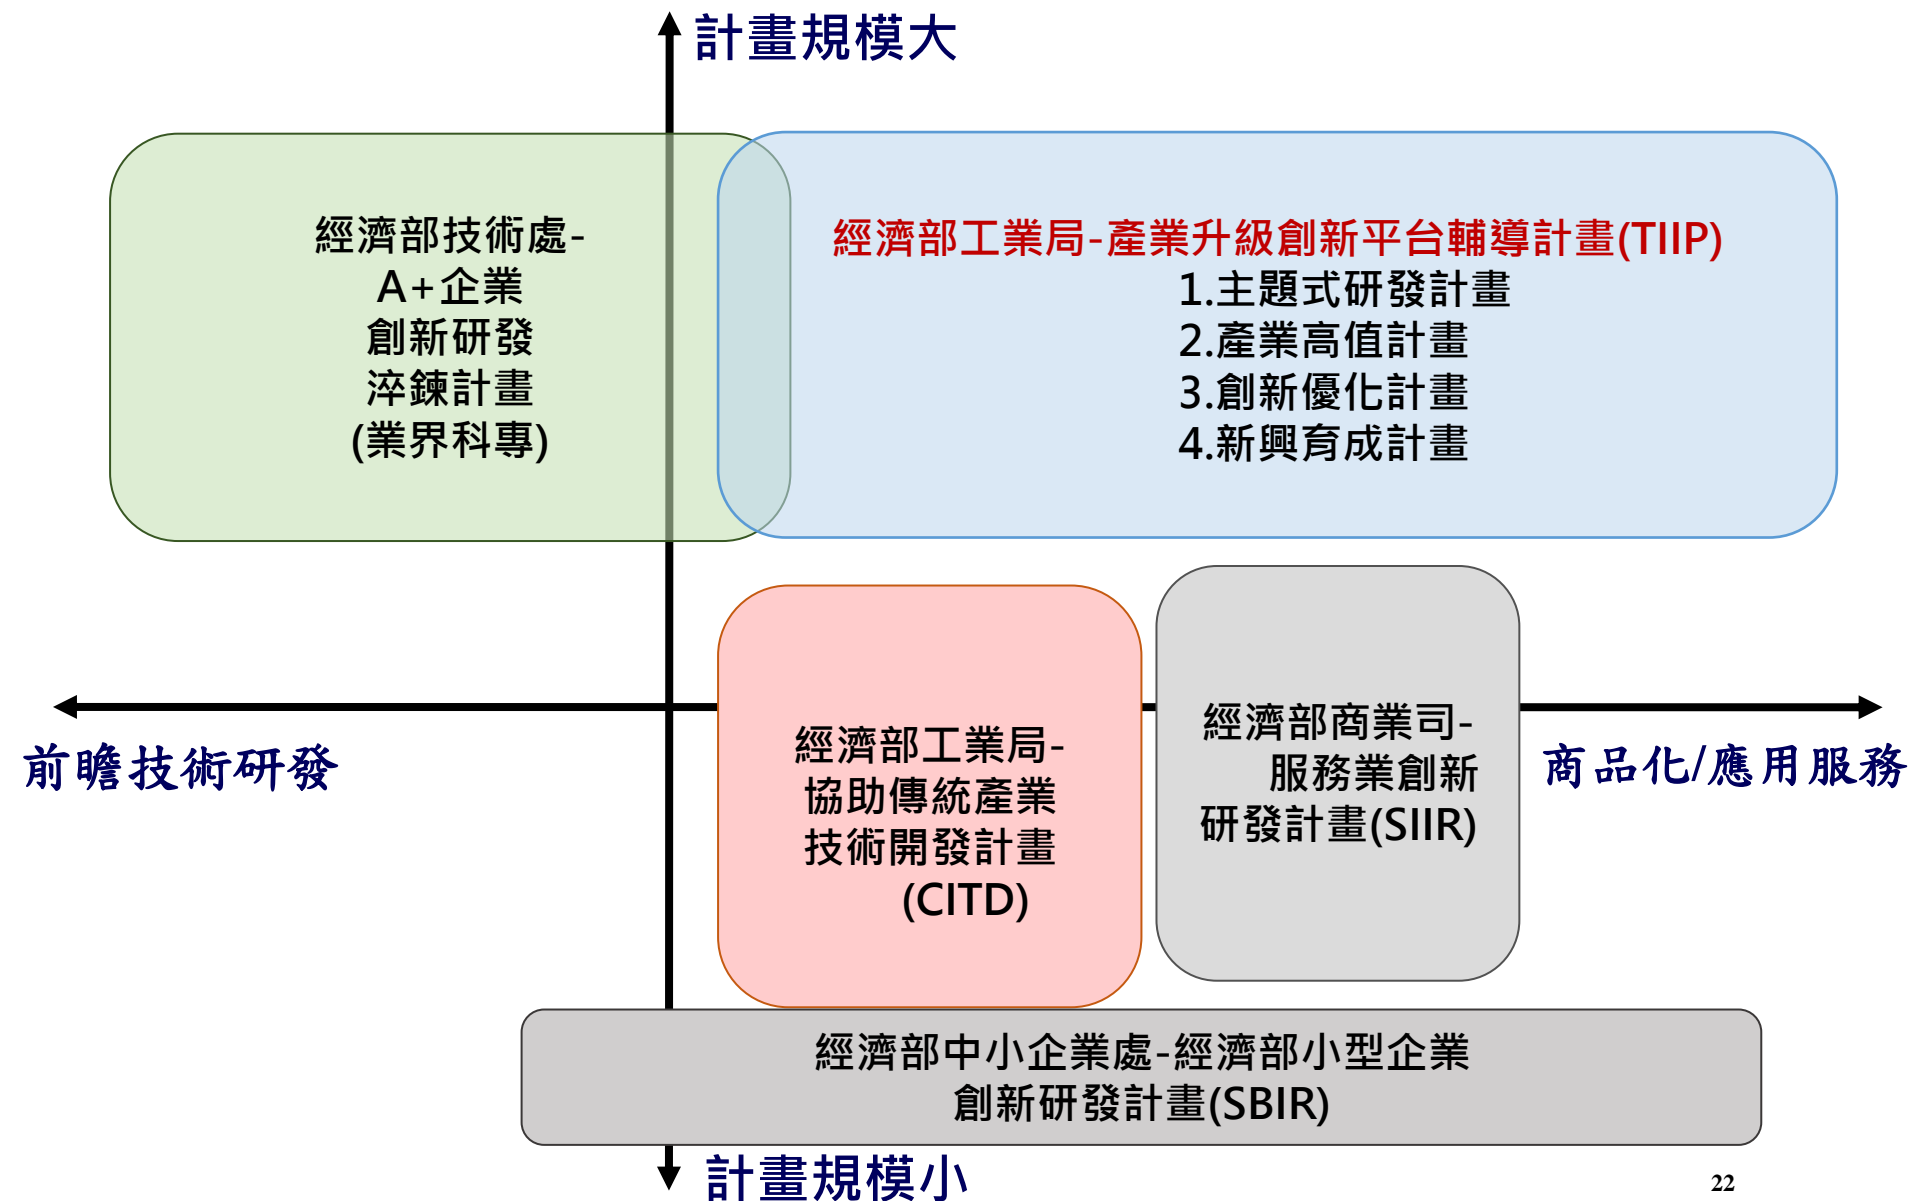 計畫規模大
經濟部技術處-
A+企業
創新研發
淬鍊計畫
(業界科專)
經濟部工業局-產業升級創新平台輔導計畫(TIIP)
1.主題式研發計畫
2.產業高值計畫
3.創新優化計畫
4.新興育成計畫
前瞻技術研發
經濟部工業局-
協助傳統產業
技術開發計畫
(CITD)
經濟部商業司-
服務業創新
研發計畫(SIIR)
商品化/應用服務
經濟部中小企業處-經濟部小型企業
創新研發計畫(SBIR)
計畫規模小
22